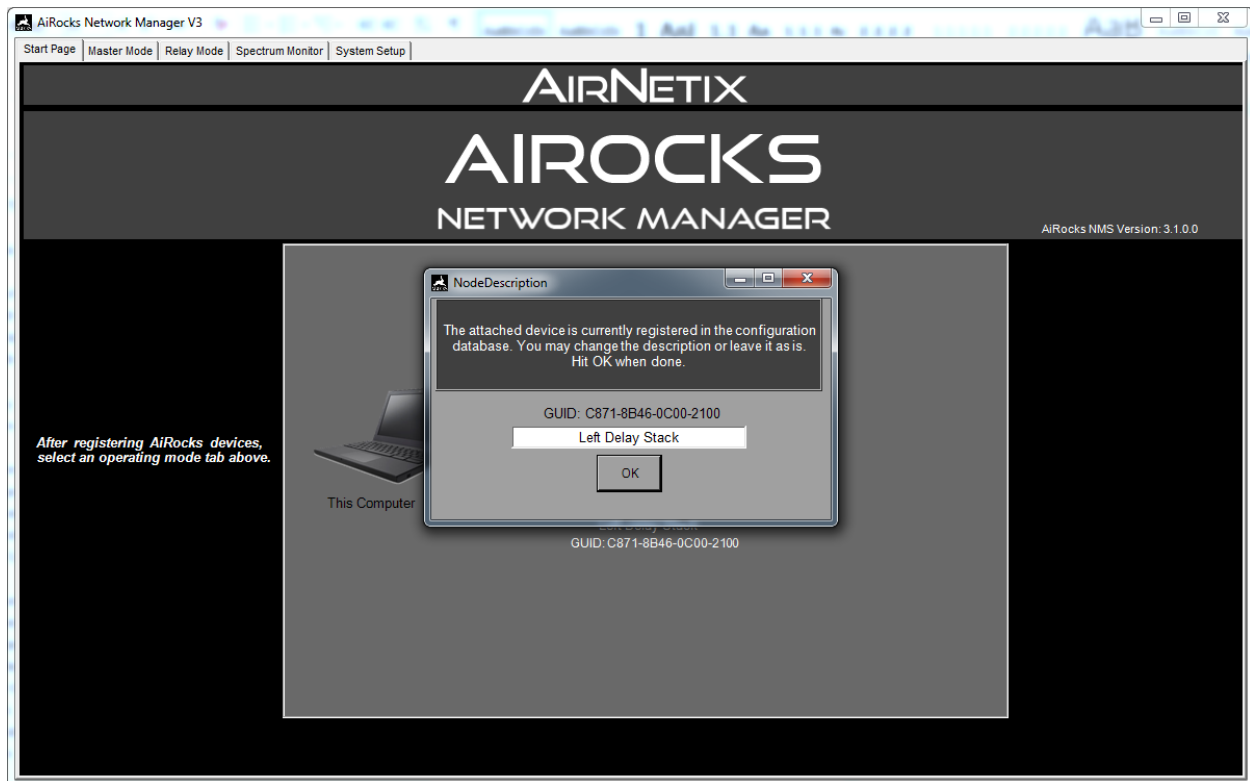 AiRocks Network Manager V3
Start Page Master Mode Relay Mode Spectrum Monitor System Setup
AIRNETIX
AIROCKS
NETWORK MANAGER
AiRocks NMS Version: 3.1.0.0
NodeDescription
The attached device is currently registered in the configuration
database. You may change the description or leave it as is.
Hit OK when done.
GUID: C871-8B46-0C00-2100
Left Delay Stack
OK
After registering AiRocks devices,
select an operating mode tab above.
This Computer
Left Delay Stack
GUID: C871-8B46-0C00-2100